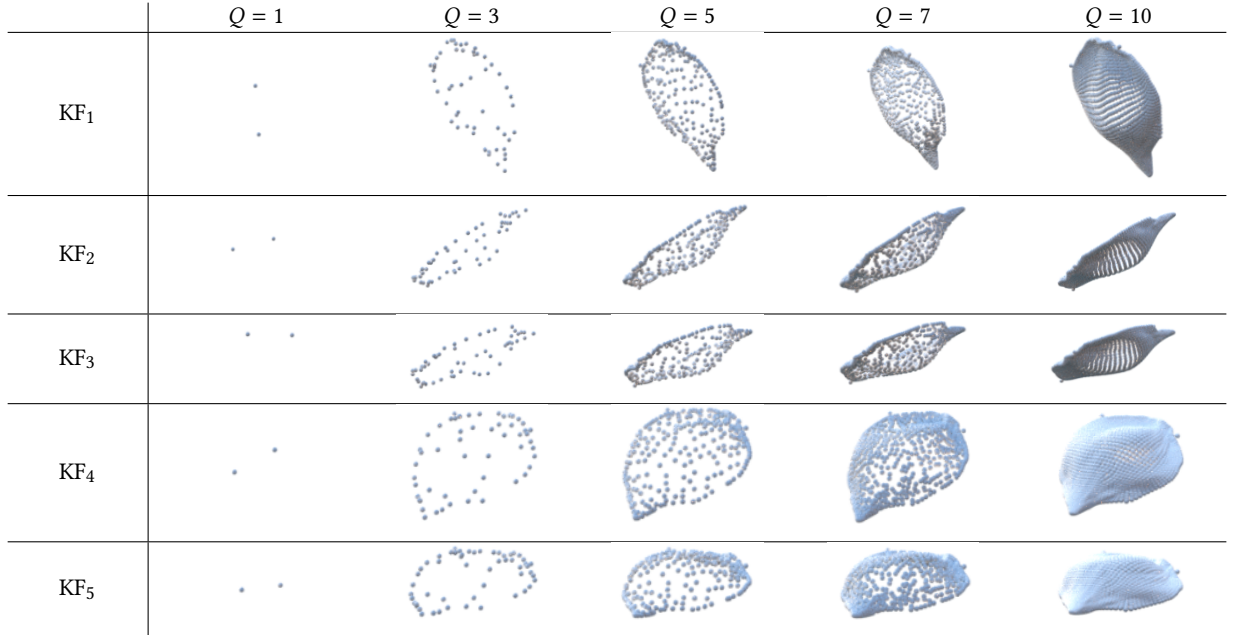 Q = 1 Q = 3 Q = 5 Q = 7 Q = 10
KF₁
KF₂
KF₃
KF₄
KF₅